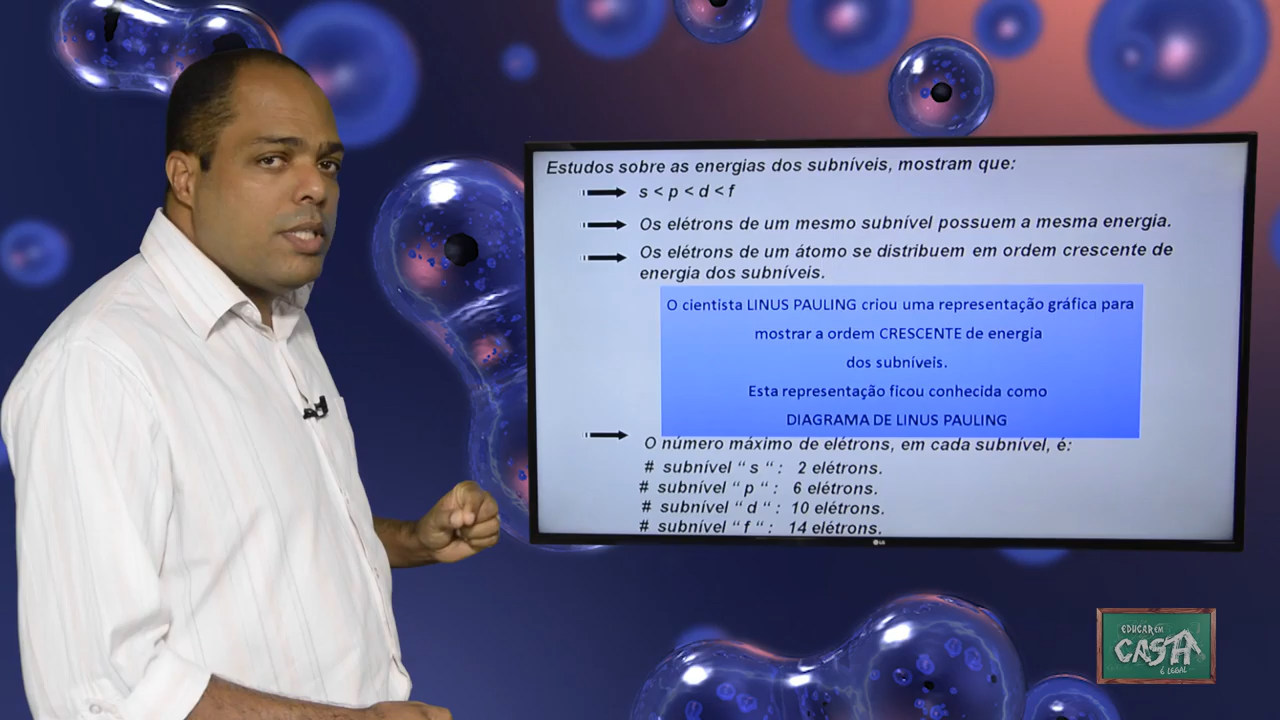 Estudos sobre as energias dos subníveis, mostram que:
s < p < d < f
Os elétrons de um mesmo subnível possuem a mesma energia.
Os elétrons de um átomo se distribuem em ordem crescente de
energia dos subníveis.
O cientista LINUS PAULING criou uma representação gráfica para
mostrar a ordem CRESCENTE de energia
dos subníveis.
Esta representação ficou conhecida como
DIAGRAMA DE LINUS PAULING
O número máximo de elétrons, em cada subnível, é:
# subnível “ s “ : 2 elétrons.
# subnível “ p “ : 6 elétrons.
# subnível “ d “ : 10 elétrons.
# subnível “ f “ : 14 elétrons.
LG
EDUCAR EM
CASA
É LEGAL